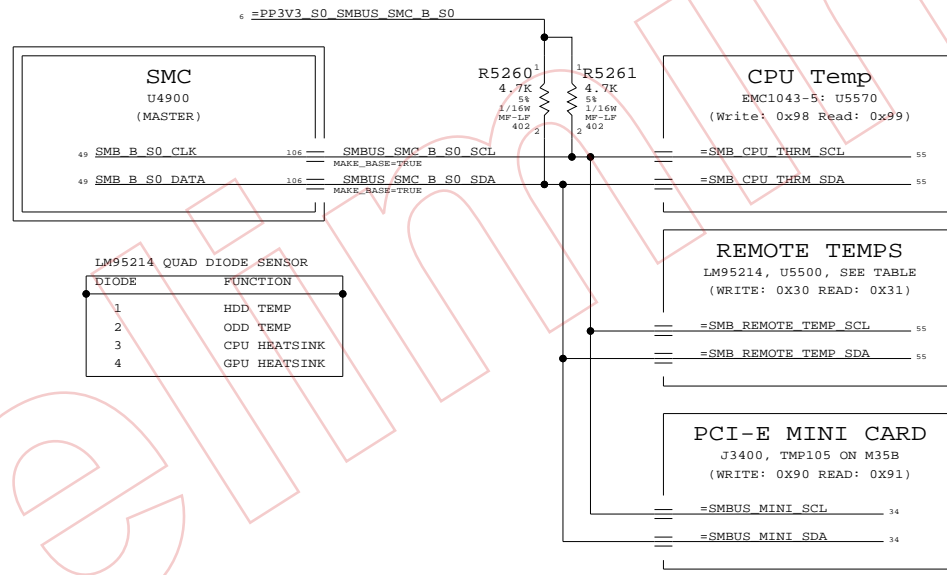 6 =PP3V3_S0_SMBUS_SMC_B_S0
SMC
U4900
(MASTER)
49 SMB_B_S0_CLK
49 SMB_B_S0_DATA
106 SMBUS_SMC_B_S0_SCL
MAKE_BASE=TRUE
106 SMBUS_SMC_B_S0_SDA
MAKE_BASE=TRUE
R5260 1
4.7K
5%
1/16W
MF-LF
402
2
1 R5261
4.7K
5%
1/16W
MF-LF
402
2
CPU Temp
EMC1043-5: U5570
(Write: 0x98 Read: 0x99)
=SMB_CPU_THRM_SCL 55
=SMB_CPU_THRM_SDA 55
REMOTE TEMPS
LM95214, U5500, SEE TABLE
(WRITE: 0X30 READ: 0X31)
=SMB_REMOTE_TEMP_SCL 55
=SMB_REMOTE_TEMP_SDA 55
PCI-E MINI CARD
J3400, TMP105 ON M35B
(WRITE: 0X90 READ: 0X91)
=SMBUS_MINI_SCL 34
=SMBUS_MINI_SDA 34
LM95214 QUAD DIODE SENSOR
DIODE FUNCTION
1 HDD TEMP
2 ODD TEMP
3 CPU HEATSINK
4 GPU HEATSINK
elimi